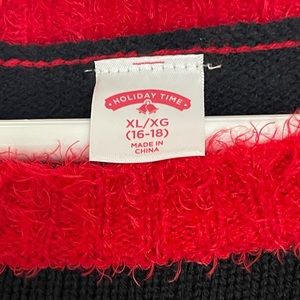 HOLIDAY TIME
XL/XG
(16-18)
MADE IN
CHINA